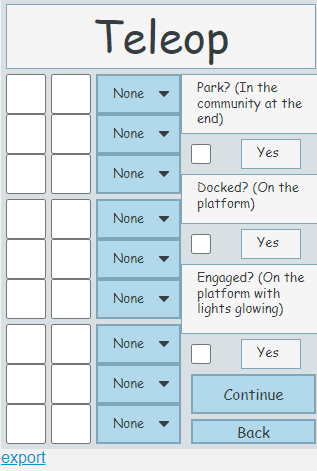 Teleop
None
None
None
None
None
None
None
None
None
Park? (In the
community at the
end)
Yes
Docked? (On the
platform)
Yes
Engaged? (On the
platform with
lights glowing)
Yes
Continue
Back
export